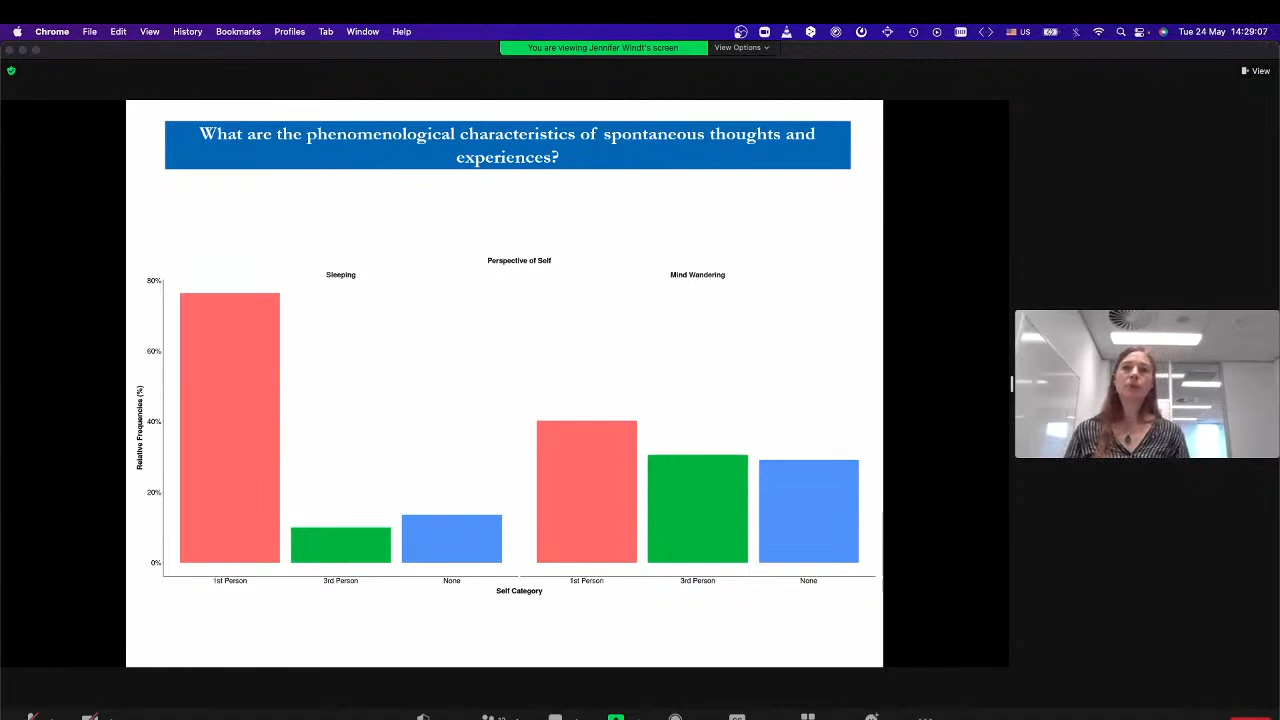 Chrome File Edit View History Bookmarks Profiles Tab Window Help
US
Tue 24 May 14:29:07
You are viewing Jennifer Windt's screen
View Options
View
What are the phenomenological characteristics of spontaneous thoughts and
experiences?
Perspective of Self
Sleeping
Mind Wandering
80%
60%
40%
20%
0%
Relative Frequencies (%)
1st Person
3rd Person
None
1st Person
3rd Person
None
Self Category